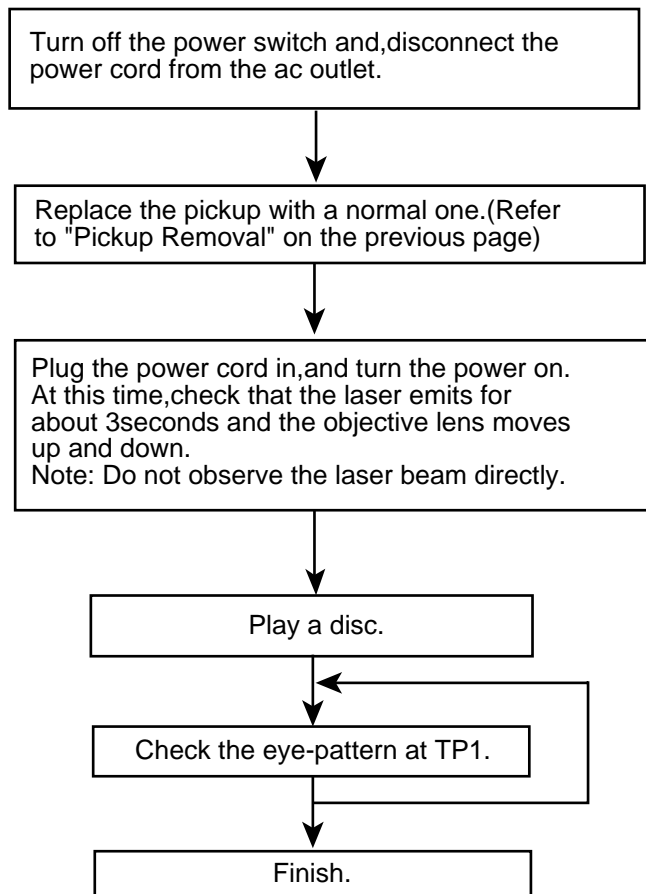 Turn off the power switch and,disconnect the
power cord from the ac outlet.
Replace the pickup with a normal one.(Refer
to "Pickup Removal" on the previous page)
Plug the power cord in,and turn the power on.
At this time,check that the laser emits for
about 3seconds and the objective lens moves
up and down.
Note: Do not observe the laser beam directly.
Play a disc.
Check the eye-pattern at TP1.
Finish.